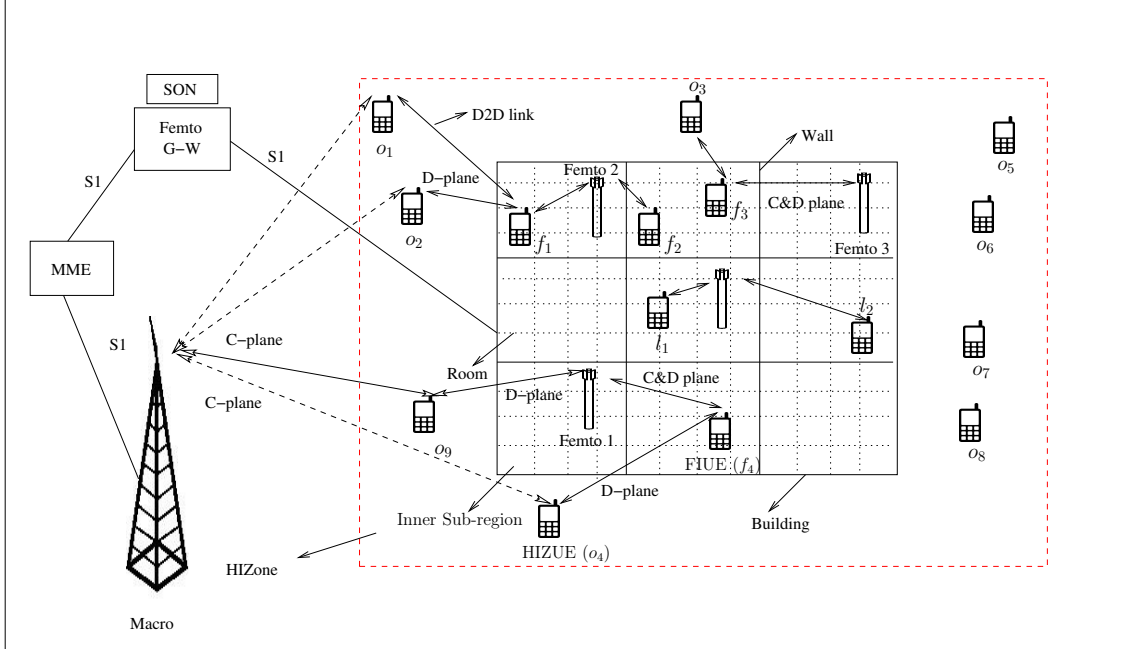 SON
Femto
G−W
S1
S1
MME
S1
Macro
HIZone
C−plane
C−plane
o₁
o₂
D2D link
D−plane
o₃
Wall
o₅
o₆
o₇
o₈
Femto 2
f₁
f₂
f₃
C&D plane
Femto 3
l₁
l₂
Room
C&D plane
D−plane
o₉
Femto 1
FIUE (f₄)
D−plane
Inner Sub-region
HIZUE (o₄)
Building